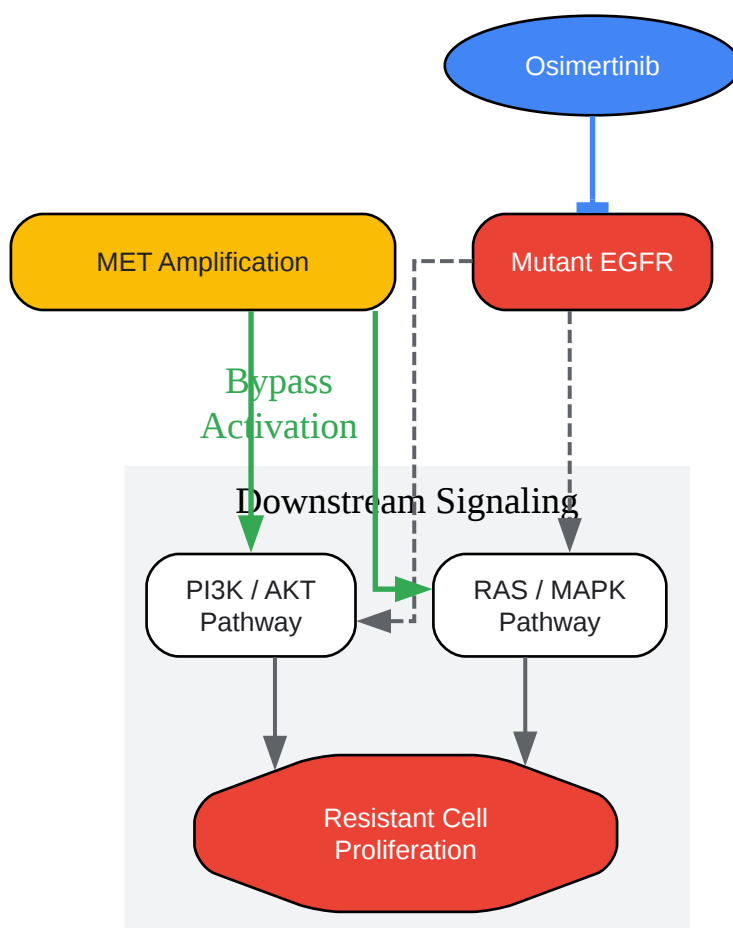 Osimertinib
MET Amplification
Mutant EGFR
Bypass
Activation
Downstream Signaling
PI3K / AKT
Pathway
RAS / MAPK
Pathway
Resistant Cell
Proliferation